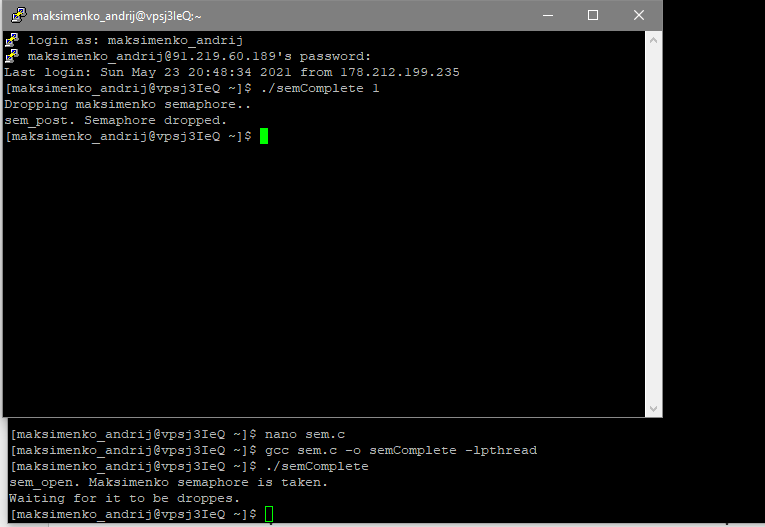 maksimenko_andrij@vpsj3IeQ:~
login as: maksimenko_andrij
maksimenko_andrij@91.219.60.189's password:
Last login: Sun May 23 20:48:34 2021 from 178.212.199.235
[maksimenko_andrij@vpsj3IeQ ~]$ ./semComplete 1
Dropping maksimenko semaphore..
sem_post. Semaphore dropped.
[maksimenko_andrij@vpsj3IeQ ~]$
[maksimenko_andrij@vpsj3IeQ ~]$ nano sem.c
[maksimenko_andrij@vpsj3IeQ ~]$ gcc sem.c -o semComplete -lpthread
[maksimenko_andrij@vpsj3IeQ ~]$ ./semComplete
sem_open. Maksimenko semaphore is taken.
Waiting for it to be droppes.
[maksimenko_andrij@vpsj3IeQ ~]$